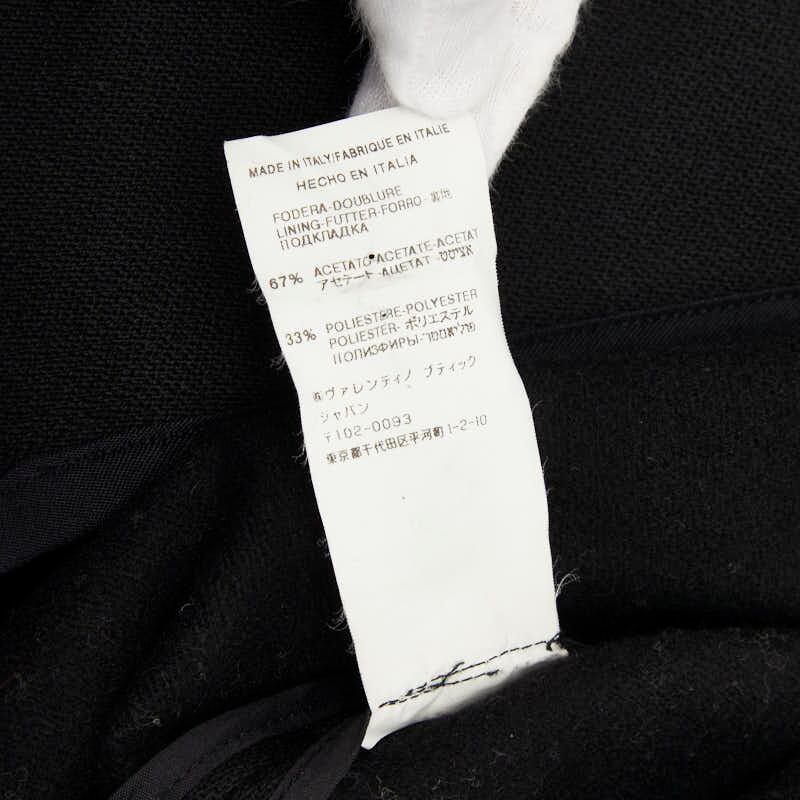 MADE IN ITALY/FABRIQUE EN ITALIE
HECHO EN ITALIA
FODERA-DOUBLURE
LINING-FUTTER-FORRO-裏地
ПОДКЛАДКА
67% ACETATO-ACETATE-ACETAT
アセテート-АЦЕТАТ-
33% POLIESTERE-POLYESTER
POLIESTER-ポリエステル
ПОЛИЭФИРЫ-
㈱ヴァレンティノ ブティック
ジャパン
〒102-0093
東京都千代田区平河町1-2-10